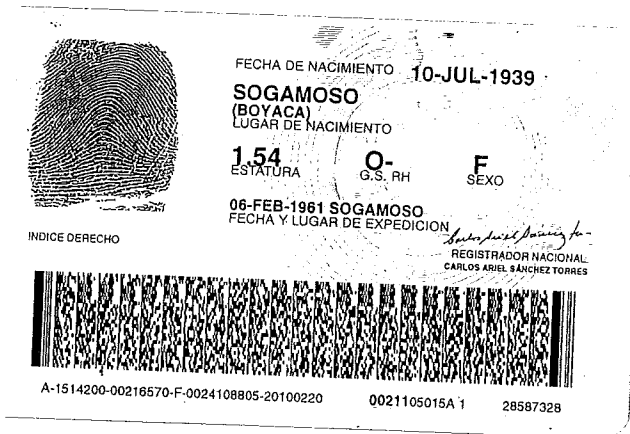 FECHA DE NACIMIENTO 10-JUL-1939
SOGAMOSO
(BOYACA)
LUGAR DE NACIMIENTO
1.54 O- F
ESTATURA G.S. RH SEXO
06-FEB-1961 SOGAMOSO
FECHA Y LUGAR DE EXPEDICION
INDICE DERECHO
REGISTRADOR NACIONAL
CARLOS ARIEL SÁNCHEZ TORRES
A-1514200-00216570-F-0024108805-20100220 0021105015A 1 28587328